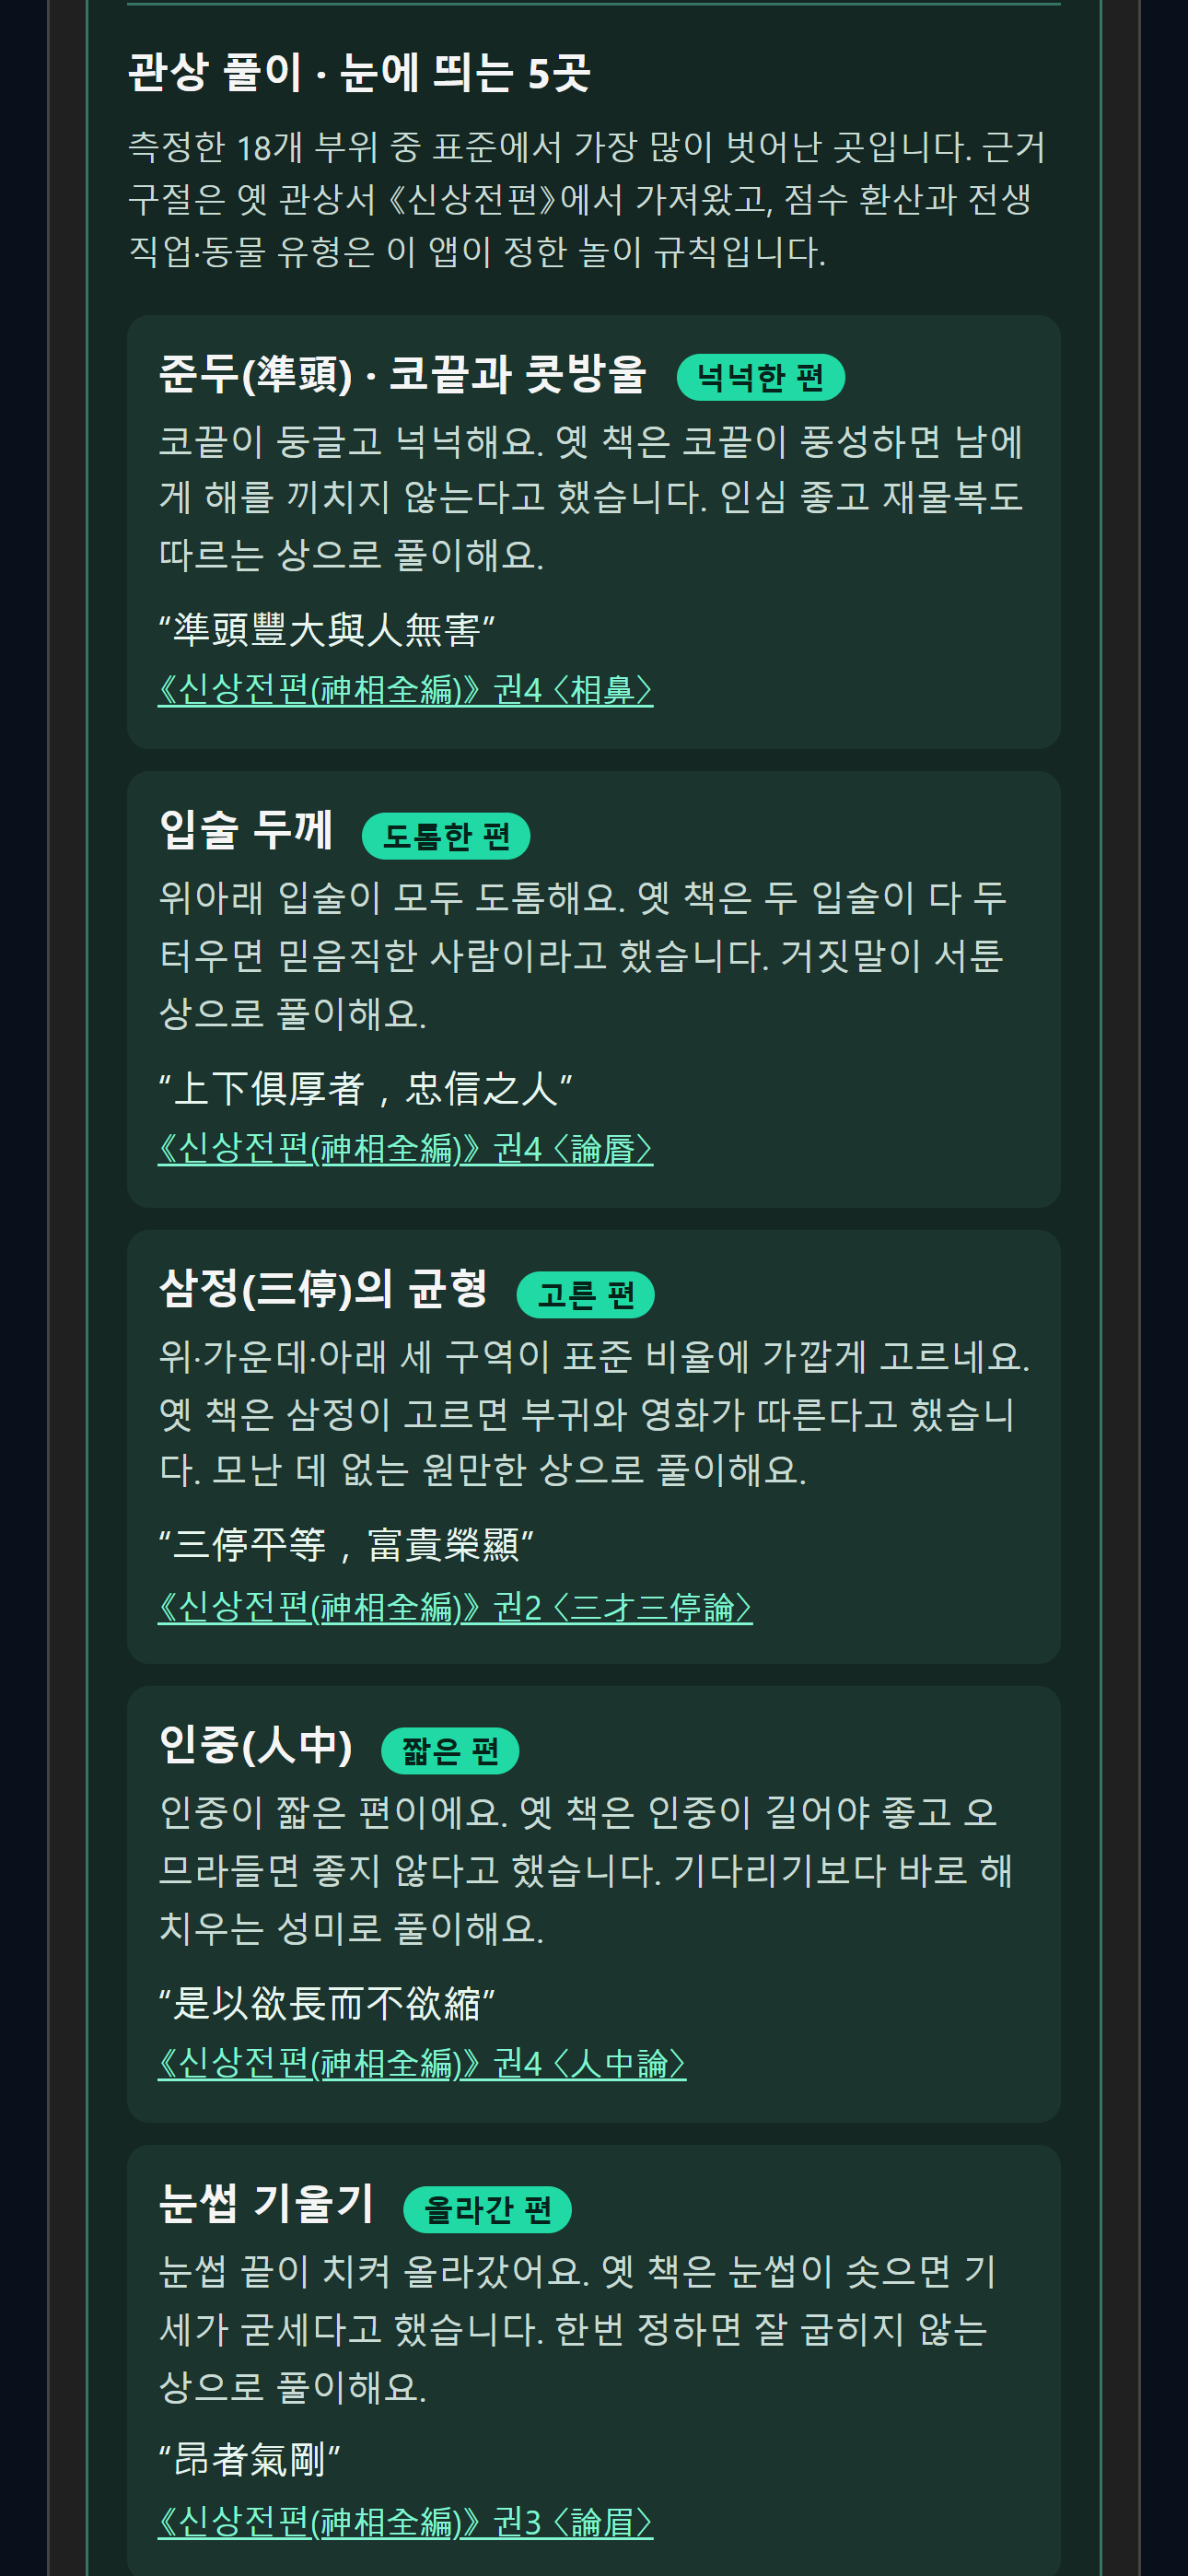 관상 풀이 · 눈에 띄는 5곳
측정한 18개 부위 중 표준에서 가장 많이 벗어난 곳입니다. 근거
구절은 옛 관상서 《신상전편》에서 가져왔고, 점수 환산과 전생
직업·동물 유형은 이 앱이 정한 놀이 규칙입니다.
준두(準頭) · 코끝과 콧방울 넉넉한 편
코끝이 둥글고 넉넉해요. 옛 책은 코끝이 풍성하면 남에
게 해를 끼치지 않는다고 했습니다. 인심 좋고 재물복도
따르는 상으로 풀이해요.
“準頭豐大與人無害”
《신상전편(神相全編)》 권4 〈相鼻〉
입술 두께 도톰한 편
위아래 입술이 모두 도톰해요. 옛 책은 두 입술이 다 두
터우면 믿음직한 사람이라고 했습니다. 거짓말이 서툰
상으로 풀이해요.
“上下俱厚者，忠信之人”
《신상전편(神相全編)》 권4 〈論脣〉
삼정(三停)의 균형 고른 편
위·가운데·아래 세 구역이 표준 비율에 가깝게 고르네요.
옛 책은 삼정이 고르면 부귀와 영화가 따른다고 했습니
다. 모난 데 없는 원만한 상으로 풀이해요.
“三停平等，富貴榮顯”
《신상전편(神相全編)》 권2 〈三才三停論〉
인중(人中) 짧은 편
인중이 짧은 편이에요. 옛 책은 인중이 길어야 좋고 오
므라들면 좋지 않다고 했습니다. 기다리기보다 바로 해
치우는 성미로 풀이해요.
“是以欲長而不欲縮”
《신상전편(神相全編)》 권4 〈人中論〉
눈썹 기울기 올라간 편
눈썹 끝이 치켜 올라갔어요. 옛 책은 눈썹이 솟으면 기
세가 굳세다고 했습니다. 한번 정하면 잘 굽히지 않는
상으로 풀이해요.
“昂者氣剛”
《신상전편(神相全編)》 권3 〈論眉〉